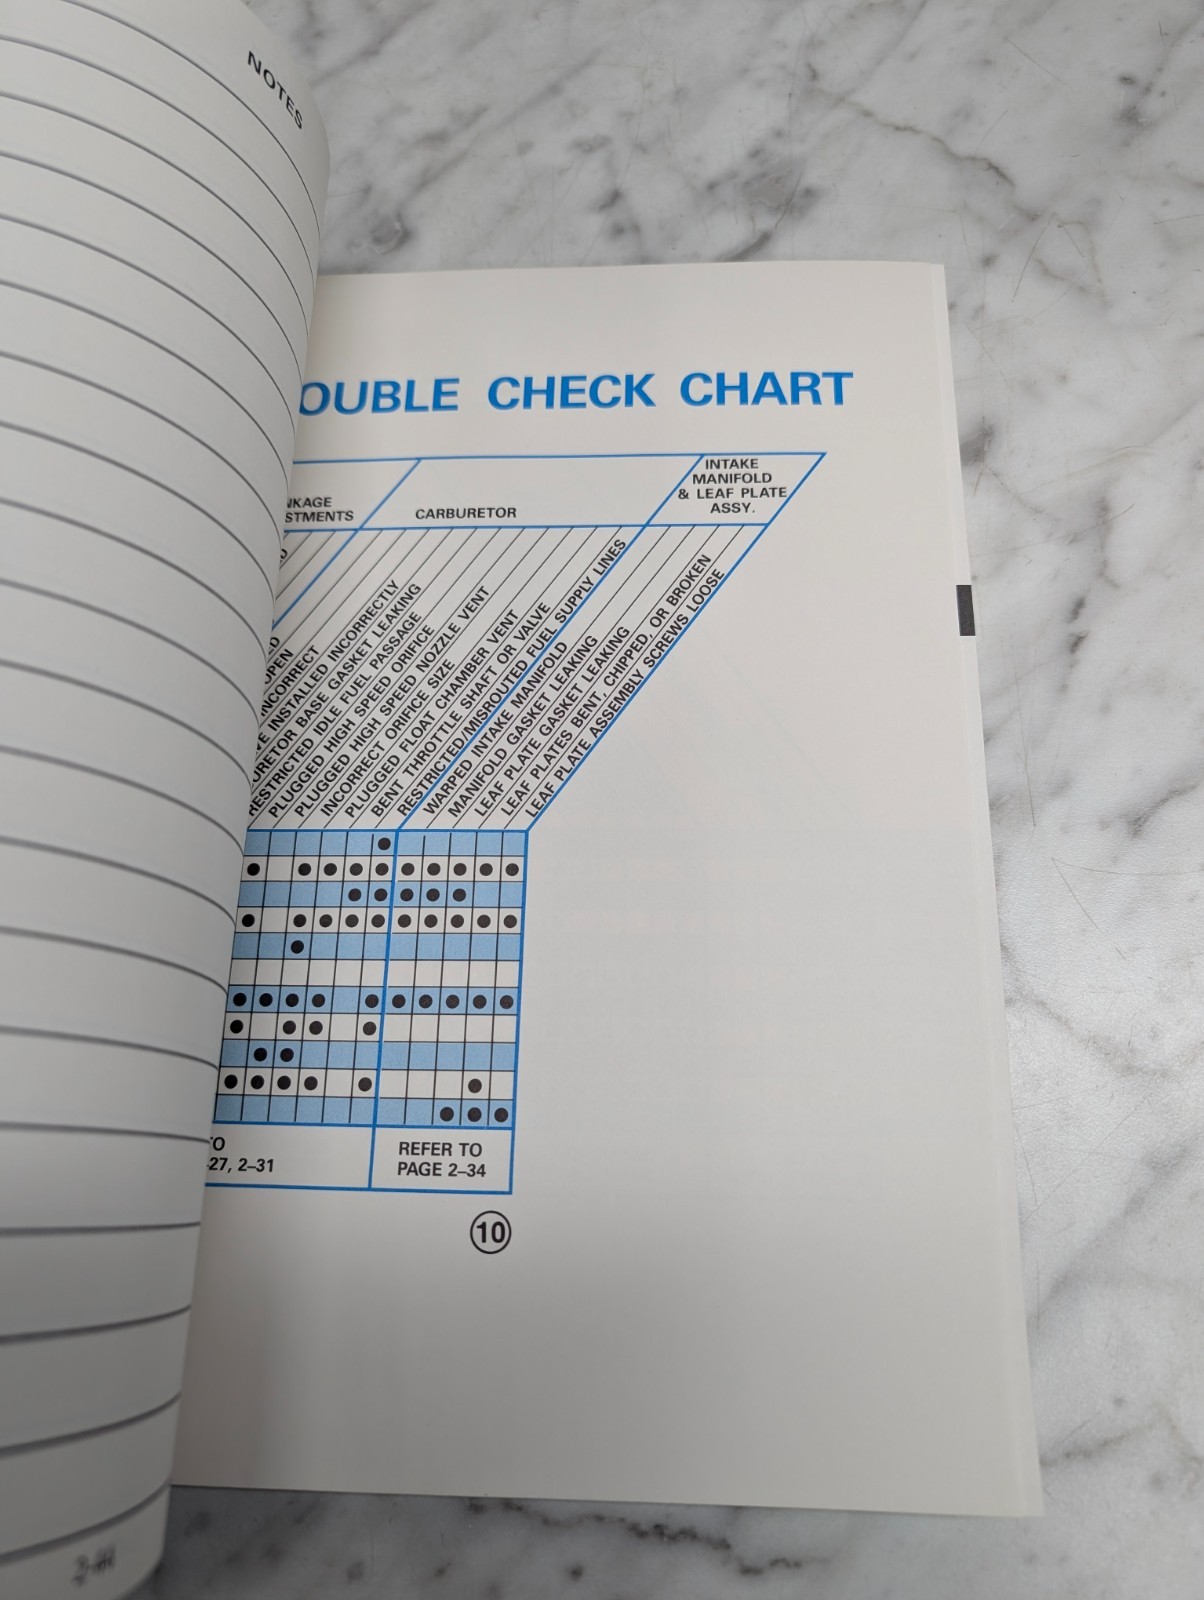 NOTES
OUBLE CHECK CHART
NKAGE
STMENTS
CARBURETOR
INTAKE
MANIFOLD
& LEAF PLATE
ASSY.
OPEN
INCORRECT
VE INSTALLED INCORRECTLY
URETOR BASE GASKET LEAKING
RESTRICTED IDLE FUEL PASSAGE
PLUGGED HIGH SPEED ORIFICE
PLUGGED HIGH SPEED NOZZLE VENT
INCORRECT ORIFICE SIZE
PLUGGED FLOAT CHAMBER VENT
BENT THROTTLE SHAFT OR VALVE
RESTRICTED/MISROUTED FUEL SUPPLY LINES
WARPED INTAKE MANIFOLD
MANIFOLD GASKET LEAKING
LEAF PLATE GASKET LEAKING
LEAF PLATES BENT, CHIPPED, OR BROKEN
LEAF PLATE ASSEMBLY SCREWS LOOSE
TO
-27, 2–31
REFER TO
PAGE 2–34
10